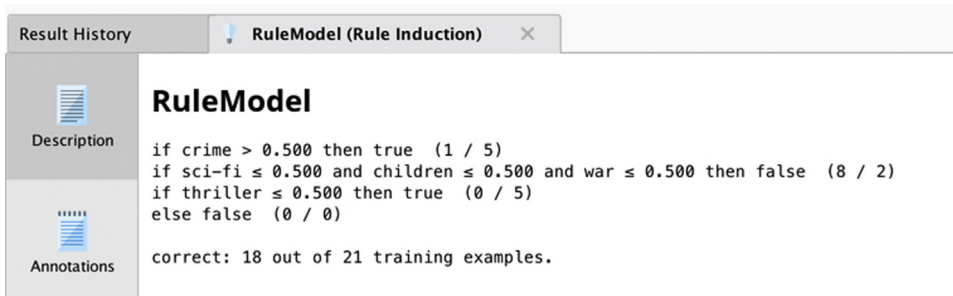 Result History
RuleModel (Rule Induction)
Description
RuleModel
if crime > 0.500 then true  (1 / 5)
if sci-fi ≤ 0.500 and children ≤ 0.500 and war ≤ 0.500 then false  (8 / 2)
if thriller ≤ 0.500 then true  (0 / 5)
else false  (0 / 0)
correct: 18 out of 21 training examples.
Annotations